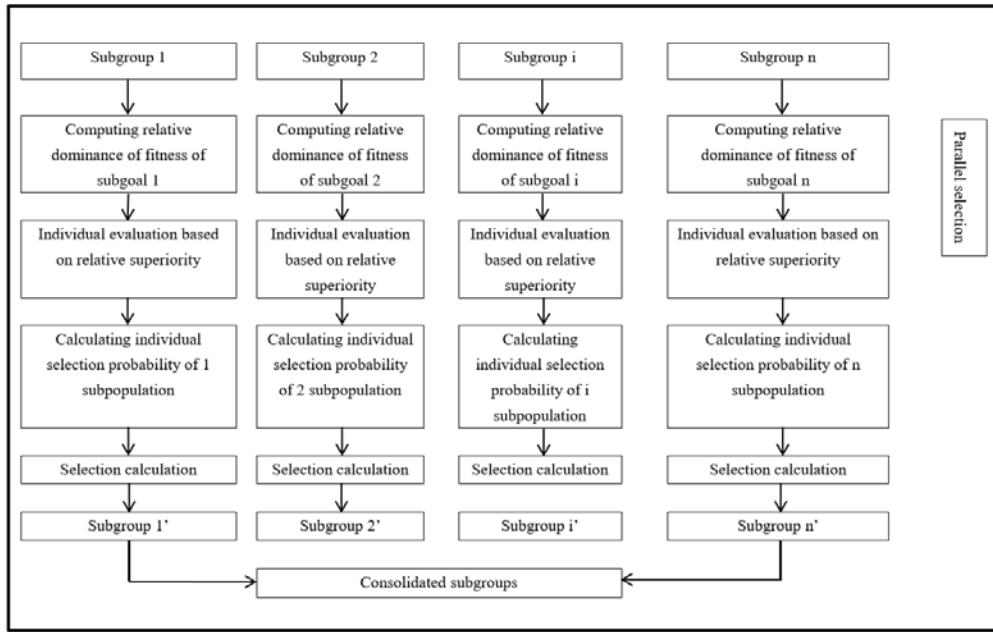 Subgroup 1
Subgroup 2
Subgroup i
Subgroup n
Computing relative
dominance of fitness of
subgoal 1
Computing relative
dominance of fitness
of subgoal 2
Computing relative
dominance of fitness
of subgoal i
Computing relative
dominance of fitness of
subgoal n
Parallel selection
Individual evaluation based
on relative superiority
Individual evaluation
based on relative
superiority
Individual evaluation
based on relative
superiority
Individual evaluation based on
relative superiority
Calculating individual
selection probability of 1
subpopulation
Calculating individual
selection probability
of 2 subpopulation
Calculating
individual selection
probability of i
subpopulation
Calculating individual
selection probability of n
subpopulation
Selection calculation
Selection calculation
Selection calculation
Selection calculation
Subgroup 1’
Subgroup 2’
Subgroup i’
Subgroup n’
Consolidated subgroups